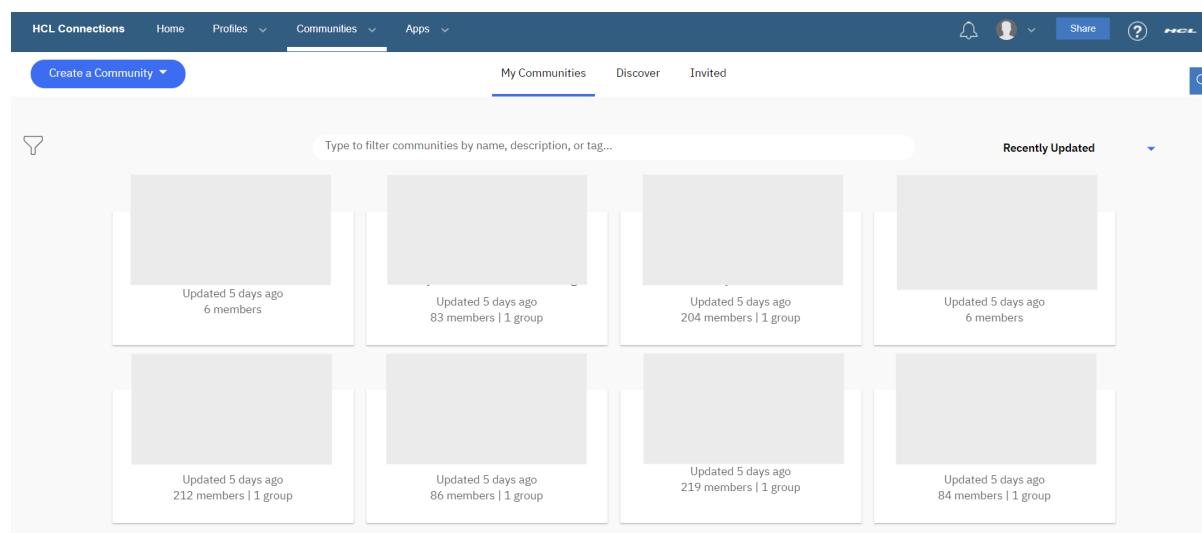 HCL Connections Home Profiles Communities Apps Share ? HCL
Create a Community My Communities Discover Invited
Type to filter communities by name, description, or tag... Recently Updated
Updated 5 days ago
6 members
Updated 5 days ago
83 members | 1 group
Updated 5 days ago
204 members | 1 group
Updated 5 days ago
6 members
Updated 5 days ago
212 members | 1 group
Updated 5 days ago
86 members | 1 group
Updated 5 days ago
219 members | 1 group
Updated 5 days ago
84 members | 1 group